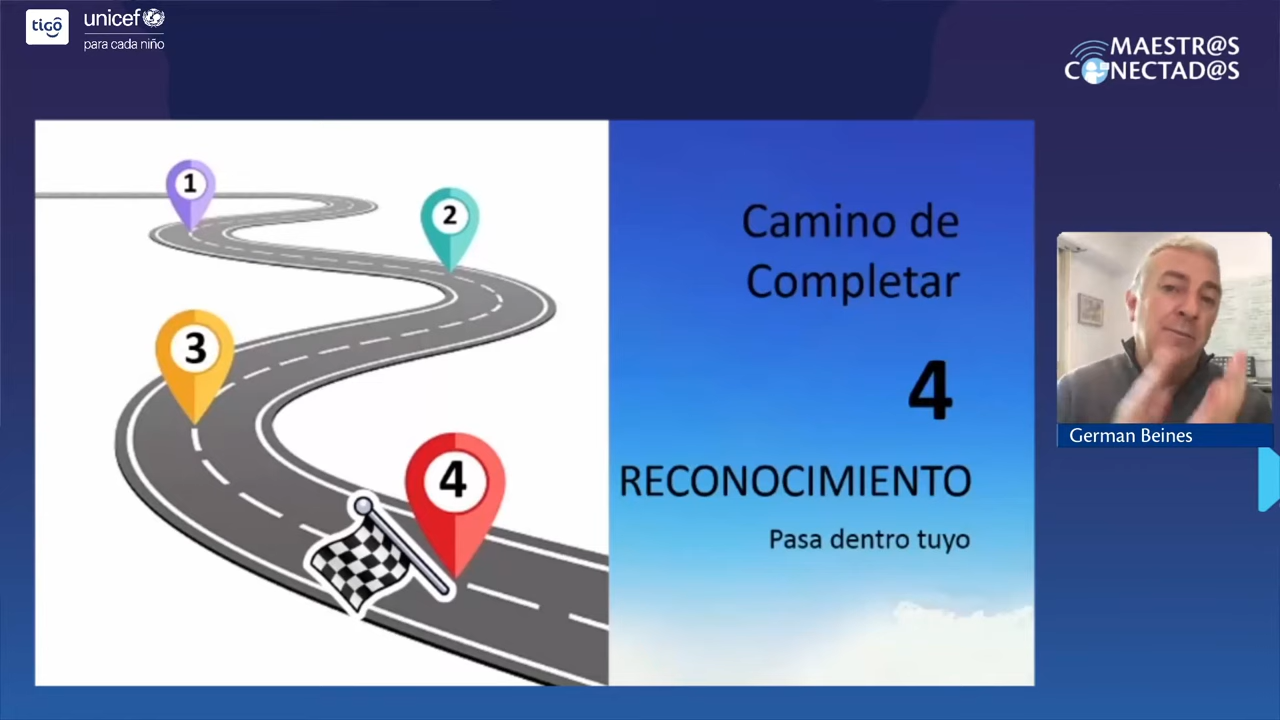 tigo
unicef
para cada niño
MAESTR@S
CONECTAD@S
1
2
3
4
Camino de
Completar
4
RECONOCIMIENTO
Pasa dentro tuyo
German Beines